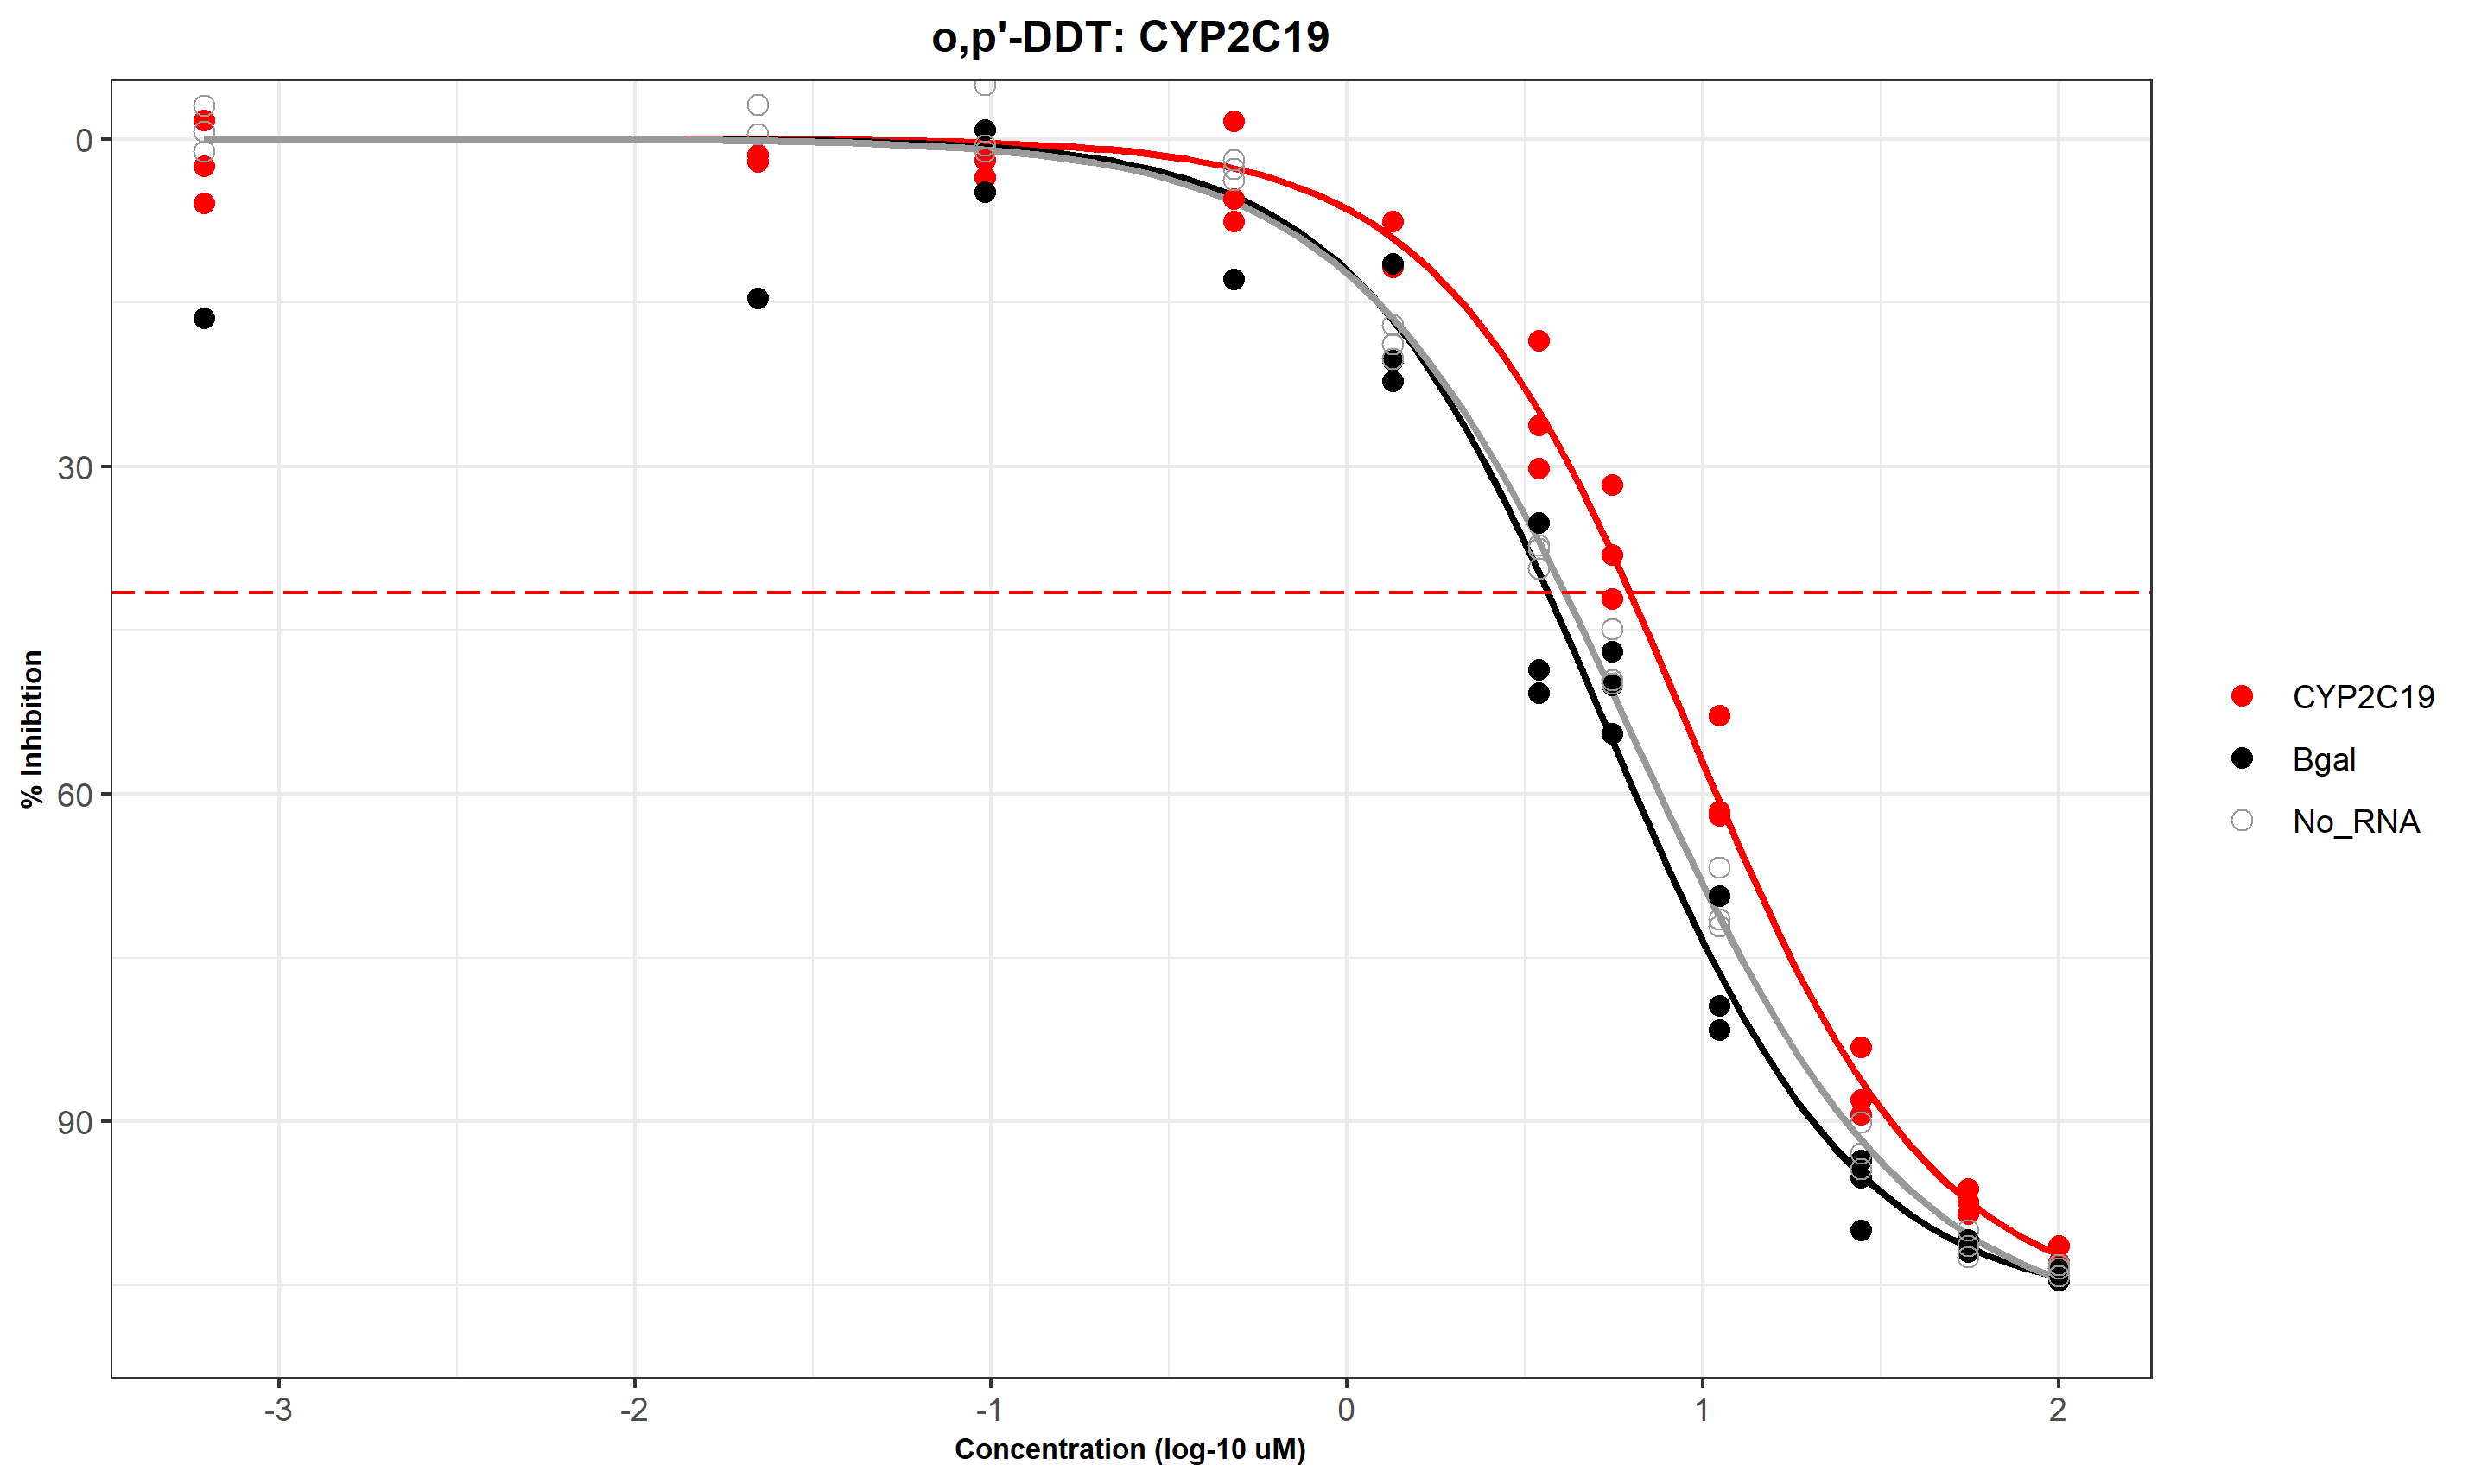 o,p'-DDT: CYP2C19
% Inhibition
0
30
60
90
-3
-2
-1
0
1
2
Concentration (log-10 uM)
CYP2C19
Bgal
No_RNA